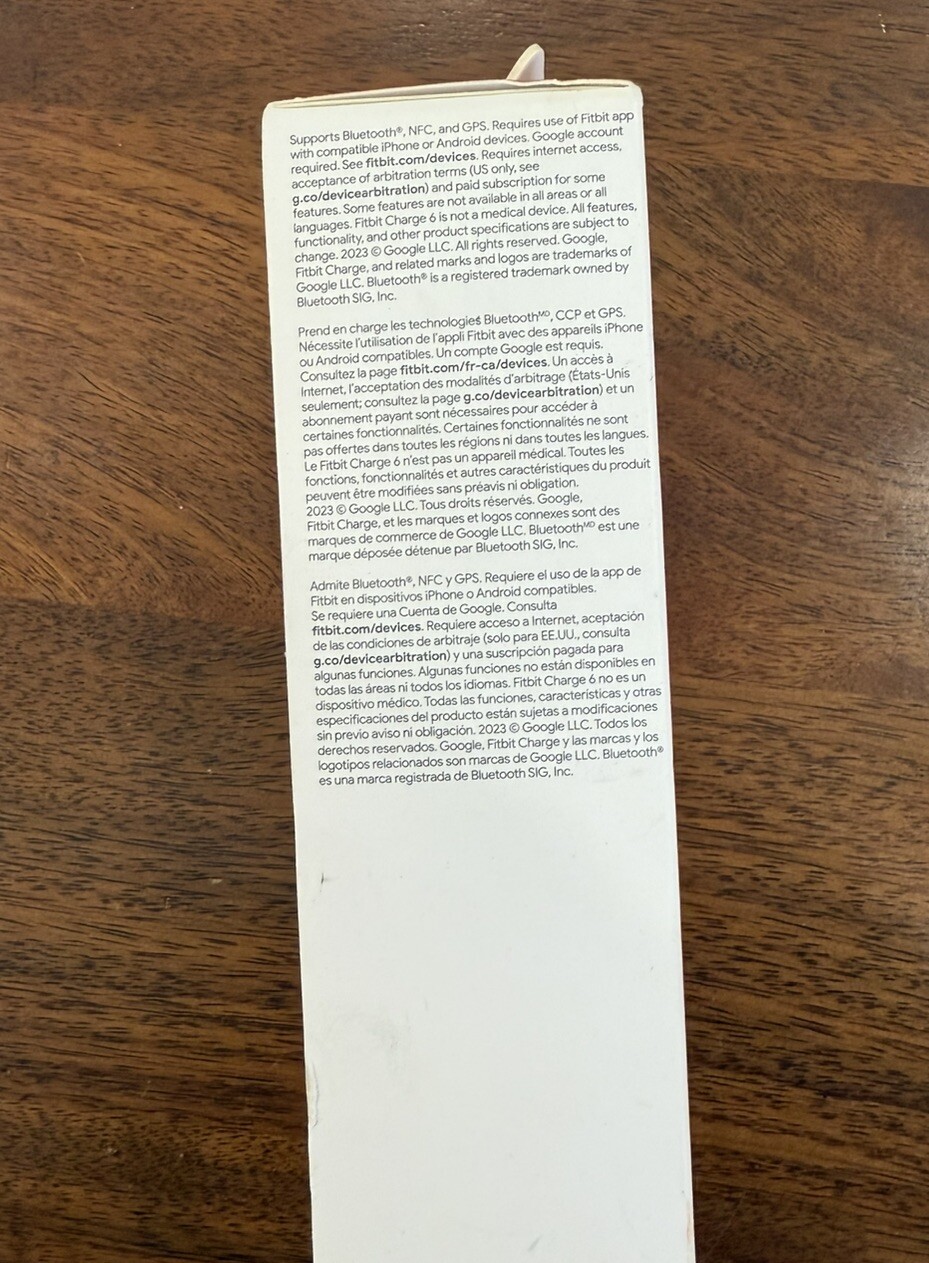 Supports Bluetooth®, NFC, and GPS. Requires use of Fitbit app
with compatible iPhone or Android devices. Google account
required. See fitbit.com/devices. Requires internet access,
acceptance of arbitration terms (US only, see
g.co/devicearbitration) and paid subscription for some
features. Some features are not available in all areas or all
languages. Fitbit Charge 6 is not a medical device. All features,
functionality, and other product specifications are subject to
change. 2023 © Google LLC. All rights reserved. Google,
Fitbit Charge, and related marks and logos are trademarks of
Google LLC. Bluetooth® is a registered trademark owned by
Bluetooth SIG, Inc.
Prend en charge les technologies Bluetoothᴹᴰ, CCP et GPS.
Nécessite l'utilisation de l'appli Fitbit avec des appareils iPhone
ou Android compatibles. Un compte Google est requis.
Consultez la page fitbit.com/fr-ca/devices. Un accès à
Internet, l'acceptation des modalités d'arbitrage (États-Unis
seulement; consultez la page g.co/devicearbitration) et un
abonnement payant sont nécessaires pour accéder à
certaines fonctionnalités. Certaines fonctionnalités ne sont
pas offertes dans toutes les régions ni dans toutes les langues.
Le Fitbit Charge 6 n'est pas un appareil médical. Toutes les
fonctions, fonctionnalités et autres caractéristiques du produit
peuvent être modifiées sans préavis ni obligation.
2023 © Google LLC. Tous droits réservés. Google,
Fitbit Charge, et les marques et logos connexes sont des
marques de commerce de Google LLC. Bluetoothᴹᴰ est une
marque déposée détenue par Bluetooth SIG, Inc.
Admite Bluetooth®, NFC y GPS. Requiere el uso de la app de
Fitbit en dispositivos iPhone o Android compatibles.
Se requiere una Cuenta de Google. Consulta
fitbit.com/devices. Requiere acceso a Internet, aceptación
de las condiciones de arbitraje (solo para EE.UU., consulta
g.co/devicearbitration) y una suscripción pagada para
algunas funciones. Algunas funciones no están disponibles en
todas las áreas ni todos los idiomas. Fitbit Charge 6 no es un
dispositivo médico. Todas las funciones, características y otras
especificaciones del producto están sujetas a modificaciones
sin previo aviso ni obligación. 2023 © Google LLC. Todos los
derechos reservados. Google, Fitbit Charge y las marcas y los
logotipos relacionados son marcas de Google LLC. Bluetooth®
es una marca registrada de Bluetooth SIG, Inc.